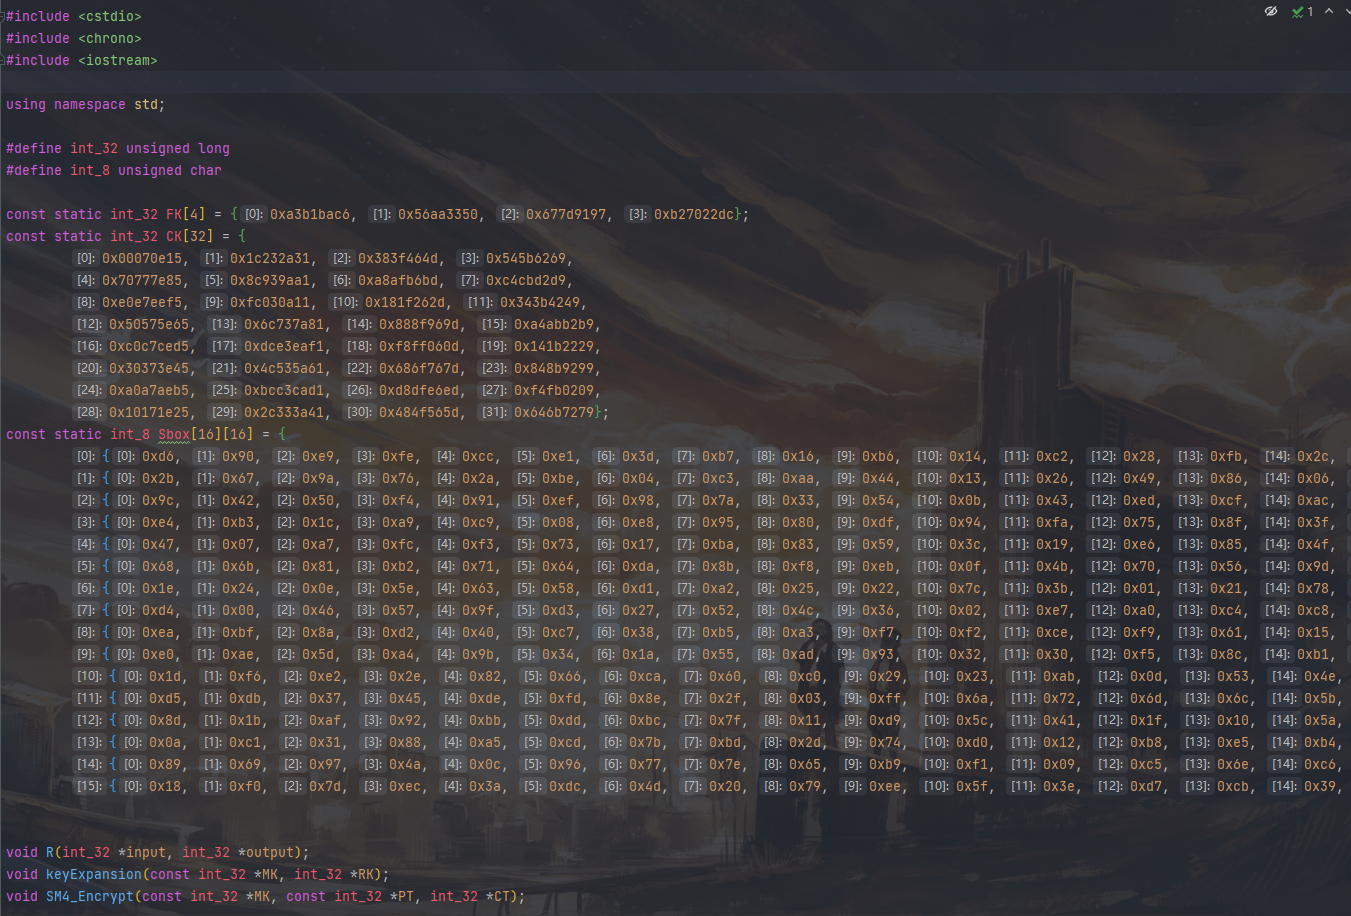 1
#include <cstdio>
#include <chrono>
#include <iostream>
using namespace std;
#define int_32 unsigned long
#define int_8 unsigned char
const static int_32 FK[4] = { [0]: 0xa3b1bac6, [1]: 0x56aa3350, [2]: 0x677d9197, [3]: 0xb27022dc};
const static int_32 CK[32] = {
[0]: 0x00070e15, [1]: 0x1c232a31, [2]: 0x383f464d, [3]: 0x545b6269,
[4]: 0x70777e85, [5]: 0x8c939aa1, [6]: 0xa8afb6bd, [7]: 0xc4cbd2d9,
[8]: 0xe0e7eef5, [9]: 0xfc030a11, [10]: 0x181f262d, [11]: 0x343b4249,
[12]: 0x50575e65, [13]: 0x6c737a81, [14]: 0x888f969d, [15]: 0xa4abb2b9,
[16]: 0xc0c7ced5, [17]: 0xdce3eaf1, [18]: 0xf8ff060d, [19]: 0x141b2229,
[20]: 0x30373e45, [21]: 0x4c535a61, [22]: 0x686f767d, [23]: 0x848b9299,
[24]: 0xa0a7aeb5, [25]: 0xbcc3cad1, [26]: 0xd8dfe6ed, [27]: 0xf4fb0209,
[28]: 0x10171e25, [29]: 0x2c333a41, [30]: 0x484f565d, [31]: 0x646b7279};
const static int_8 Sbox[16][16] = {
[0]: { [0]: 0xd6, [1]: 0x90, [2]: 0xe9, [3]: 0xfe, [4]: 0xcc, [5]: 0xe1, [6]: 0x3d, [7]: 0xb7, [8]: 0x16, [9]: 0xb6, [10]: 0x14, [11]: 0xc2, [12]: 0x28, [13]: 0xfb, [14]: 0x2c,
[1]: { [0]: 0x2b, [1]: 0x67, [2]: 0x9a, [3]: 0x76, [4]: 0x2a, [5]: 0xbe, [6]: 0x04, [7]: 0xc3, [8]: 0xaa, [9]: 0x44, [10]: 0x13, [11]: 0x26, [12]: 0x49, [13]: 0x86, [14]: 0x06,
[2]: { [0]: 0x9c, [1]: 0x42, [2]: 0x50, [3]: 0xf4, [4]: 0x91, [5]: 0xef, [6]: 0x98, [7]: 0x7a, [8]: 0x33, [9]: 0x54, [10]: 0x0b, [11]: 0x43, [12]: 0xed, [13]: 0xcf, [14]: 0xac,
[3]: { [0]: 0xe4, [1]: 0xb3, [2]: 0x1c, [3]: 0xa9, [4]: 0xc9, [5]: 0x08, [6]: 0xe8, [7]: 0x95, [8]: 0x80, [9]: 0xdf, [10]: 0x94, [11]: 0xfa, [12]: 0x75, [13]: 0x8f, [14]: 0x3f,
[4]: { [0]: 0x47, [1]: 0x07, [2]: 0xa7, [3]: 0xfc, [4]: 0xf3, [5]: 0x73, [6]: 0x17, [7]: 0xba, [8]: 0x83, [9]: 0x59, [10]: 0x3c, [11]: 0x19, [12]: 0xe6, [13]: 0x85, [14]: 0x4f,
[5]: { [0]: 0x68, [1]: 0x6b, [2]: 0x81, [3]: 0xb2, [4]: 0x71, [5]: 0x64, [6]: 0xda, [7]: 0x8b, [8]: 0xf8, [9]: 0xeb, [10]: 0x0f, [11]: 0x4b, [12]: 0x70, [13]: 0x56, [14]: 0x9d,
[6]: { [0]: 0x1e, [1]: 0x24, [2]: 0x0e, [3]: 0x5e, [4]: 0x63, [5]: 0x58, [6]: 0xd1, [7]: 0xa2, [8]: 0x25, [9]: 0x22, [10]: 0x7c, [11]: 0x3b, [12]: 0x01, [13]: 0x21, [14]: 0x78,
[7]: { [0]: 0xd4, [1]: 0x00, [2]: 0x46, [3]: 0x57, [4]: 0x9f, [5]: 0xd3, [6]: 0x27, [7]: 0x52, [8]: 0x4c, [9]: 0x36, [10]: 0x02, [11]: 0xe7, [12]: 0xa0, [13]: 0xc4, [14]: 0xc8,
[8]: { [0]: 0xea, [1]: 0xbf, [2]: 0x8a, [3]: 0xd2, [4]: 0x40, [5]: 0xc7, [6]: 0x38, [7]: 0xb5, [8]: 0xa3, [9]: 0xf7, [10]: 0xf2, [11]: 0xce, [12]: 0xf9, [13]: 0x61, [14]: 0x15,
[9]: { [0]: 0xe0, [1]: 0xae, [2]: 0x5d, [3]: 0xa4, [4]: 0x9b, [5]: 0x34, [6]: 0x1a, [7]: 0x55, [8]: 0xad, [9]: 0x93, [10]: 0x32, [11]: 0x30, [12]: 0xf5, [13]: 0x8c, [14]: 0xb1,
[10]: { [0]: 0x1d, [1]: 0xf6, [2]: 0xe2, [3]: 0x2e, [4]: 0x82, [5]: 0x66, [6]: 0xca, [7]: 0x60, [8]: 0xc0, [9]: 0x29, [10]: 0x23, [11]: 0xab, [12]: 0x0d, [13]: 0x53, [14]: 0x4e,
[11]: { [0]: 0xd5, [1]: 0xdb, [2]: 0x37, [3]: 0x45, [4]: 0xde, [5]: 0xfd, [6]: 0x8e, [7]: 0x2f, [8]: 0x03, [9]: 0xff, [10]: 0x6a, [11]: 0x72, [12]: 0x6d, [13]: 0x6c, [14]: 0x5b,
[12]: { [0]: 0x8d, [1]: 0x1b, [2]: 0xaf, [3]: 0x92, [4]: 0xbb, [5]: 0xdd, [6]: 0xbc, [7]: 0x7f, [8]: 0x11, [9]: 0xd9, [10]: 0x5c, [11]: 0x41, [12]: 0x1f, [13]: 0x10, [14]: 0x5a,
[13]: { [0]: 0x0a, [1]: 0xc1, [2]: 0x31, [3]: 0x88, [4]: 0xa5, [5]: 0xcd, [6]: 0x7b, [7]: 0xbd, [8]: 0x2d, [9]: 0x74, [10]: 0xd0, [11]: 0x12, [12]: 0xb8, [13]: 0xe5, [14]: 0xb4,
[14]: { [0]: 0x89, [1]: 0x69, [2]: 0x97, [3]: 0x4a, [4]: 0x0c, [5]: 0x96, [6]: 0x77, [7]: 0x7e, [8]: 0x65, [9]: 0xb9, [10]: 0xf1, [11]: 0x09, [12]: 0xc5, [13]: 0x6e, [14]: 0xc6,
[15]: { [0]: 0x18, [1]: 0xf0, [2]: 0x7d, [3]: 0xec, [4]: 0x3a, [5]: 0xdc, [6]: 0x4d, [7]: 0x20, [8]: 0x79, [9]: 0xee, [10]: 0x5f, [11]: 0x3e, [12]: 0xd7, [13]: 0xcb, [14]: 0x39,
void R(int_32 *input, int_32 *output);
void keyExpansion(const int_32 *MK, int_32 *RK);
void SM4_Encrypt(const int_32 *MK, const int_32 *PT, int_32 *CT);